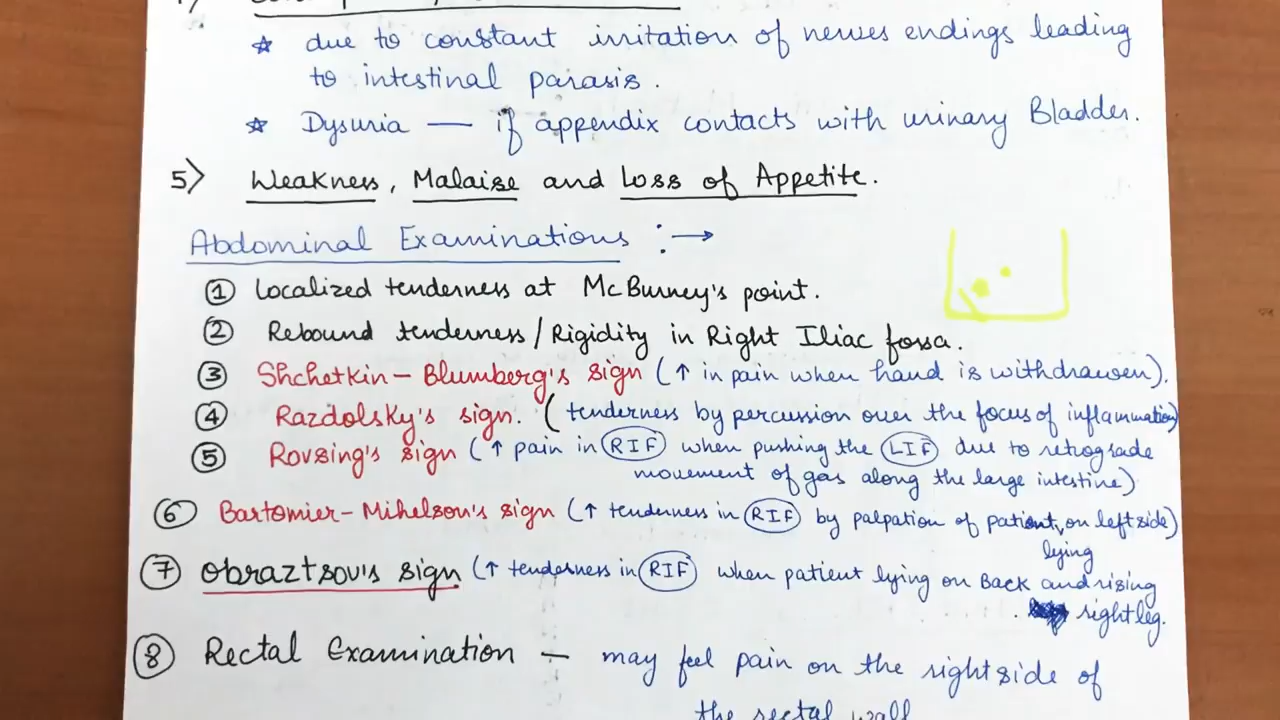 ☆ due to constant irritation of nerves endings leading
to intestinal parasis.
☆ Dysuria — if appendix contacts with urinary Bladder.
5) Weakness, Malaise and Loss of Appetite.
Abdominal Examinations :→
① Localized tenderness at McBurney's point.
② Rebound tenderness/Rigidity in Right Iliac fossa.
③ Shchetkin-Blumberg's sign (↑ in pain when hand is withdrawen).
④ Razdolsky's sign. (tenderness by percussion over the focus of inflammation)
⑤ Rovsing's sign (↑ pain in RIF when pushing the LIF due to retrograde
movement of gas along the large intestine)
⑥ Bartomier-Mihelson's sign (↑ tenderness in RIF by palpation of patient, on left side)
lying
⑦ Obraztsov's sign (↑ tenderness in RIF when patient lying on Back and rising
right leg.
⑧ Rectal Examination — may feel pain on the right side of
the rectal wall